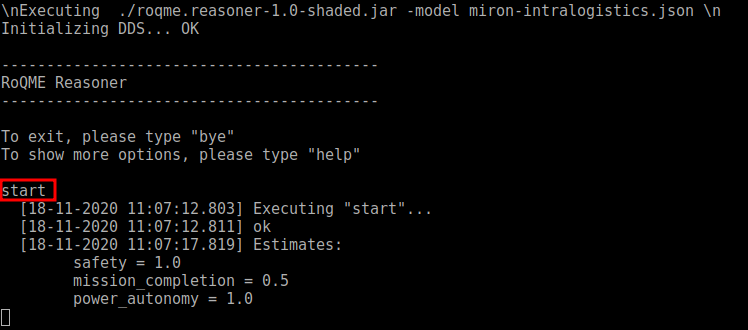 \nExecuting  ./roqme.reasoner-1.0-shaded.jar -model miron-intralogistics.json \n
Initializing DDS... OK
------------------------------------------
RoQME Reasoner
------------------------------------------
To exit, please type "bye"
To show more options, please type "help"
start
  [18-11-2020 11:07:12.803] Executing "start"...
  [18-11-2020 11:07:12.811] ok
  [18-11-2020 11:07:17.819] Estimates:
        safety = 1.0
        mission_completion = 0.5
        power_autonomy = 1.0